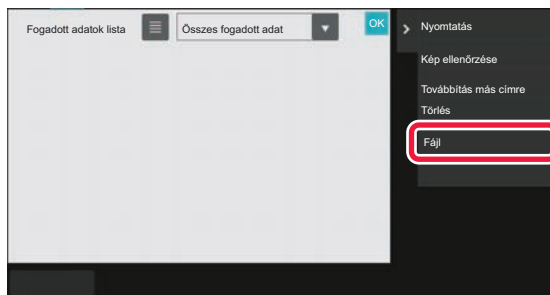 Fogadott adatok lista
Összes fogadott adat
OK
Nyomtatás
Kép ellenőrzése
Továbbítás más címre
Törlés
Fájl